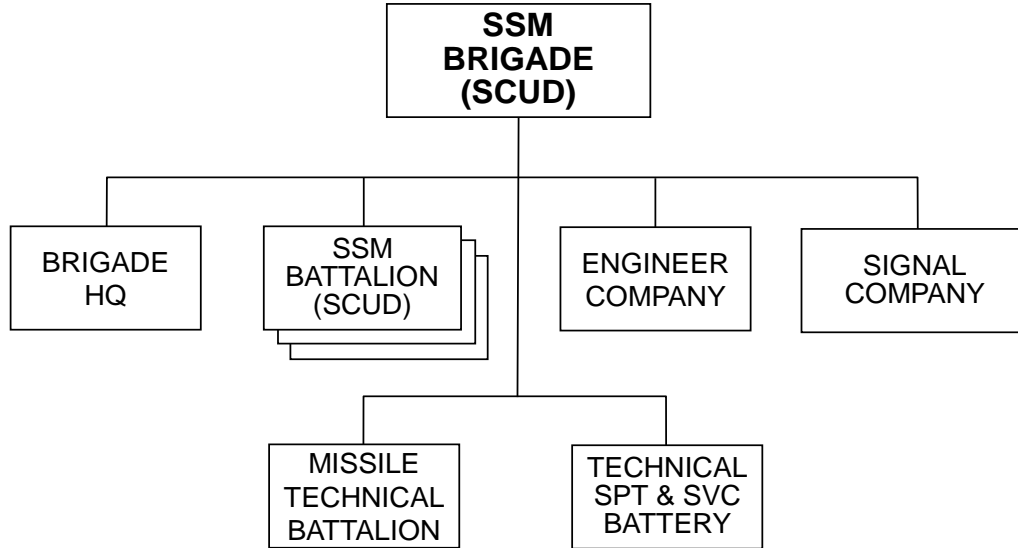 SSM
BRIGADE
(SCUD)
BRIGADE
HQ
SSM
BATTALION
(SCUD)
ENGINEER
COMPANY
SIGNAL
COMPANY
MISSILE
TECHNICAL
BATTALION
TECHNICAL
SPT & SVC
BATTERY